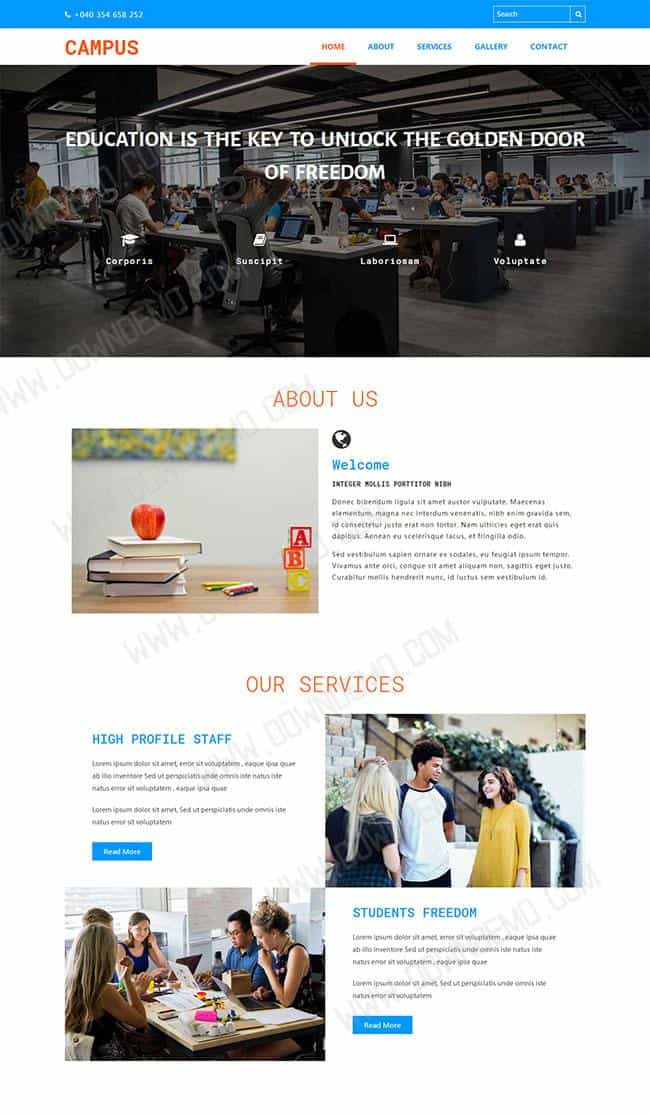 +040 354 658 252
Search
CAMPUS
HOME ABOUT SERVICES GALLERY CONTACT
EDUCATION IS THE KEY TO UNLOCK THE GOLDEN DOOR
OF FREEDOM
Corporis Suscipit Laboriosam Voluptate
WWW.DOWNDEMO.COM
ABOUT US
Welcome
INTEGER MOLLIS PORTTITOR NIBH
Donec bibendum ligula sit amet auctor vulputate. Maecenas
elementum, magna nec interdum venenatis, nibh enim gravida sem,
id consectetur justo erat non tortor. Nam ultricies eget erat quis
dapibus. Aenean eu scelerisque lacus, et fringilla odio.
Sed vestibulum sapien ornare ex sodales, eu feugiat ipsum tempor.
Vivamus ante orci, congue sit amet aliquam non, sagittis eget justo.
Curabitur mollis hendrerit nunc, id luctus sem vestibulum id.
A
B
C
WWW.DOWNDEMO.COM
OUR SERVICES
HIGH PROFILE STAFF
Lorem ipsum dolor sit amet, error sit voluptatem , eaque ipsa quae
ab illo inventore Sed ut perspiciatis unde omnis iste natus iste
natus error sit voluptatem , eaque ipsa quae
Lorem ipsum dolor sit amet, Sed ut perspiciatis unde omnis iste
natus error sit voluptatem
Read More
STUDENTS FREEDOM
Lorem ipsum dolor sit amet, error sit voluptatem , eaque ipsa quae
ab illo inventore Sed ut perspiciatis unde omnis iste natus iste
natus error sit voluptatem , eaque ipsa quae
Lorem ipsum dolor sit amet, Sed ut perspiciatis unde omnis iste
natus error sit voluptatem
Read More
WWW.DOWNDEMO.COM